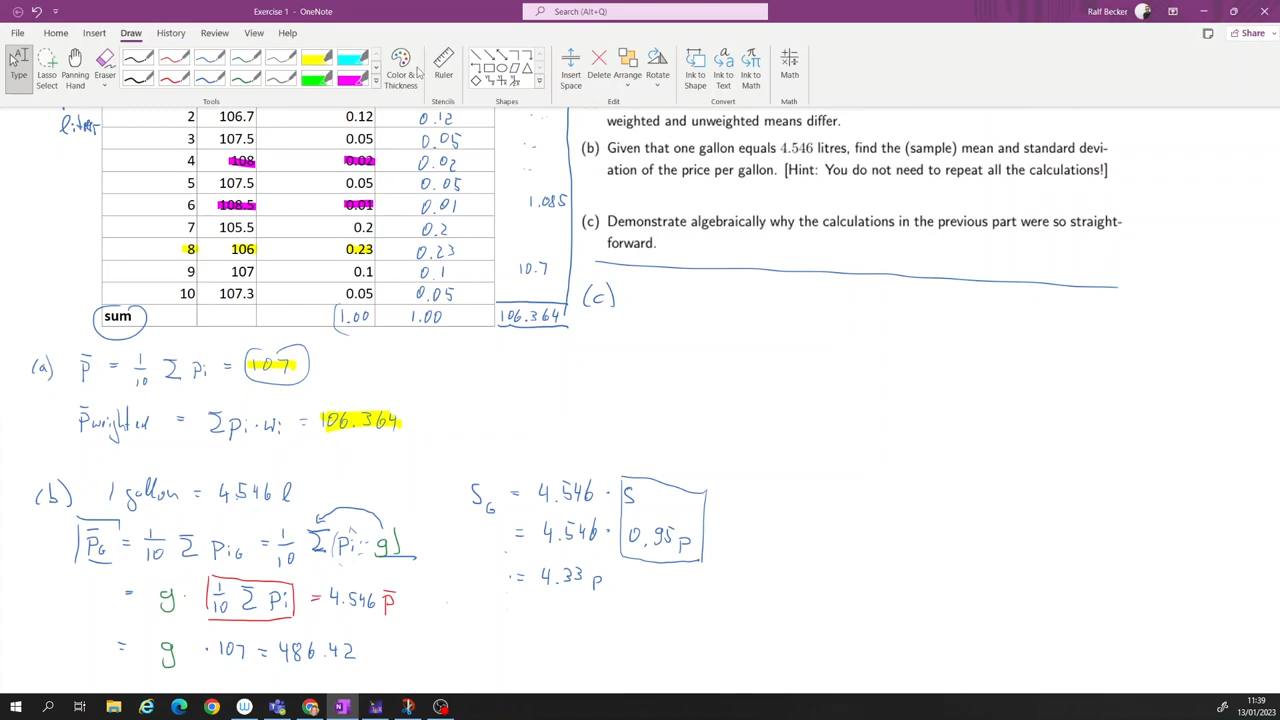 Exercise 1 - OneNote
Search (Alt+Q)
Ralf Becker
File Home Insert Draw History Review View Help
Share
Type
Lasso Select
Panning Hand
Eraser
Color & Thickness
Ruler
Insert Space
Delete
Arrange
Rotate
Ink to Shape
Ink to Text
Ink to Math
Math
Tools
Stencils
Shapes
Edit
Convert
Math
litres
2 106.7 0.12 0.12
3 107.5 0.05 0.05
4 108 0.02 0.02
5 107.5 0.05 0.05
6 108.5 0.01 0.01 1.085
7 105.5 0.2 0.2
8 106 0.23 0.23
9 107 0.1 0.1 10.7
10 107.3 0.05 0.05
sum 1.00 1.00 106.364
weighted and unweighted means differ.
(b) Given that one gallon equals 4.546 litres, find the (sample) mean and standard devi-
ation of the price per gallon. [Hint: You do not need to repeat all the calculations!]
(c) Demonstrate algebraically why the calculations in the previous part were so straight-
forward.
(c)
(a) p̄ = 1/10 Σ pi = 107
p̄weighted = Σ pi · wi = 106.364
(b) 1 gallon = 4.546 l
p̄G = 1/10 Σ piG = 1/10 Σ (pi · g)
= g · 1/10 Σ pi = 4.546 p̄
= g · 107 = 486.42
SG = 4.546 · S
= 4.546 · 0.95p
= 4.33 p
11:39
13/01/2023